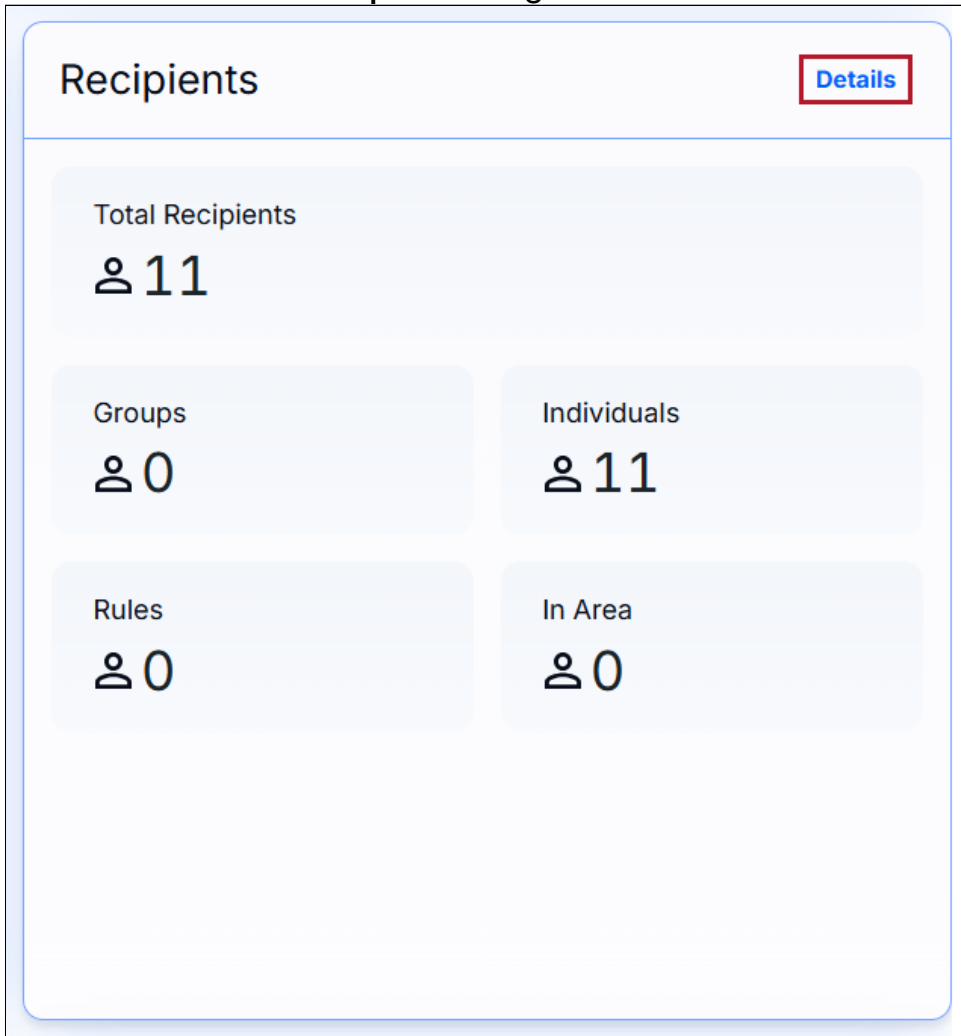 Recipients Details
Total Recipients
11
Groups Individuals
0 11
Rules In Area
0 0